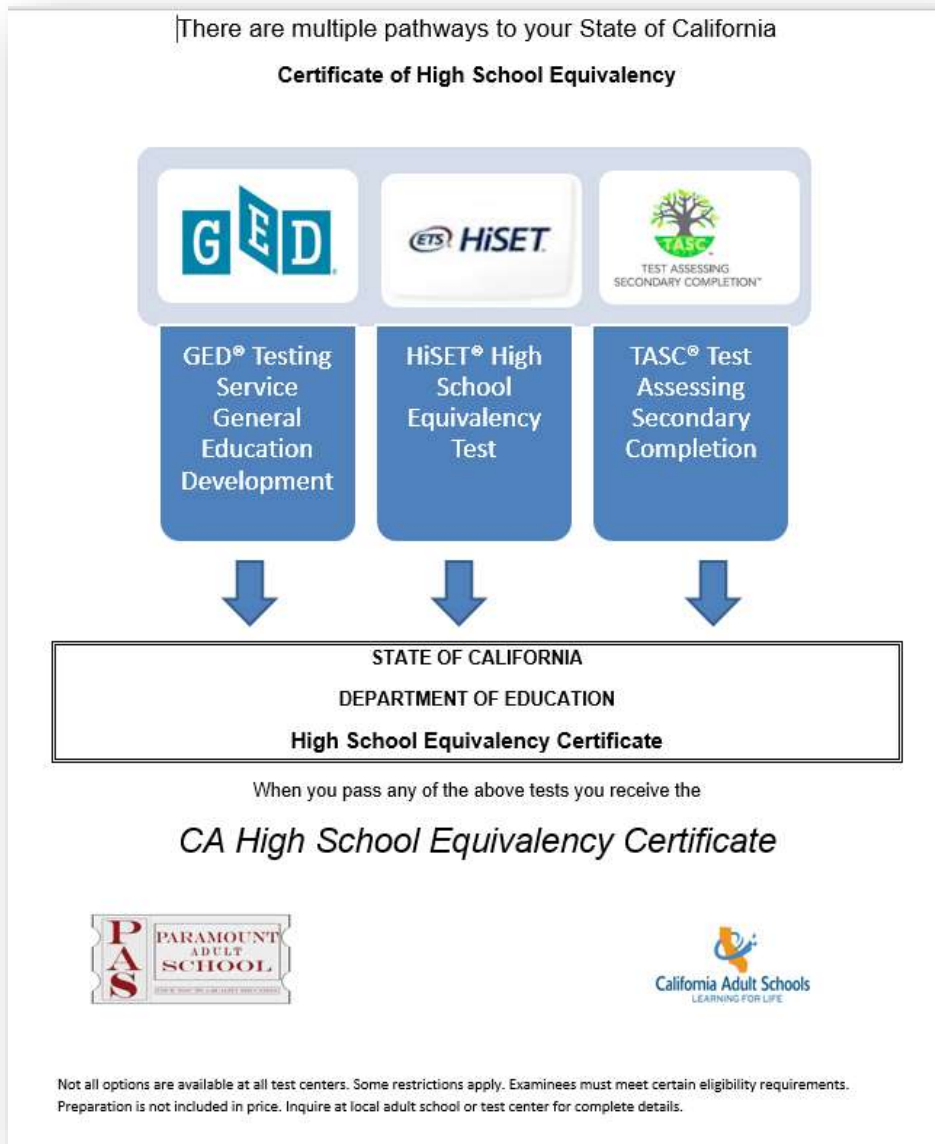 There are multiple pathways to your State of California
Certificate of High School Equivalency
GED®
ETS HiSET
TASC™
TEST ASSESSING
SECONDARY COMPLETION™
GED® Testing
Service
General
Education
Development
HiSET® High
School
Equivalency
Test
TASC® Test
Assessing
Secondary
Completion
STATE OF CALIFORNIA
DEPARTMENT OF EDUCATION
High School Equivalency Certificate
When you pass any of the above tests you receive the
CA High School Equivalency Certificate
PAS
PARAMOUNT
ADULT
SCHOOL
California Adult Schools
LEARNING FOR LIFE
Not all options are available at all test centers. Some restrictions apply. Examinees must meet certain eligibility requirements.
Preparation is not included in price. Inquire at local adult school or test center for complete details.